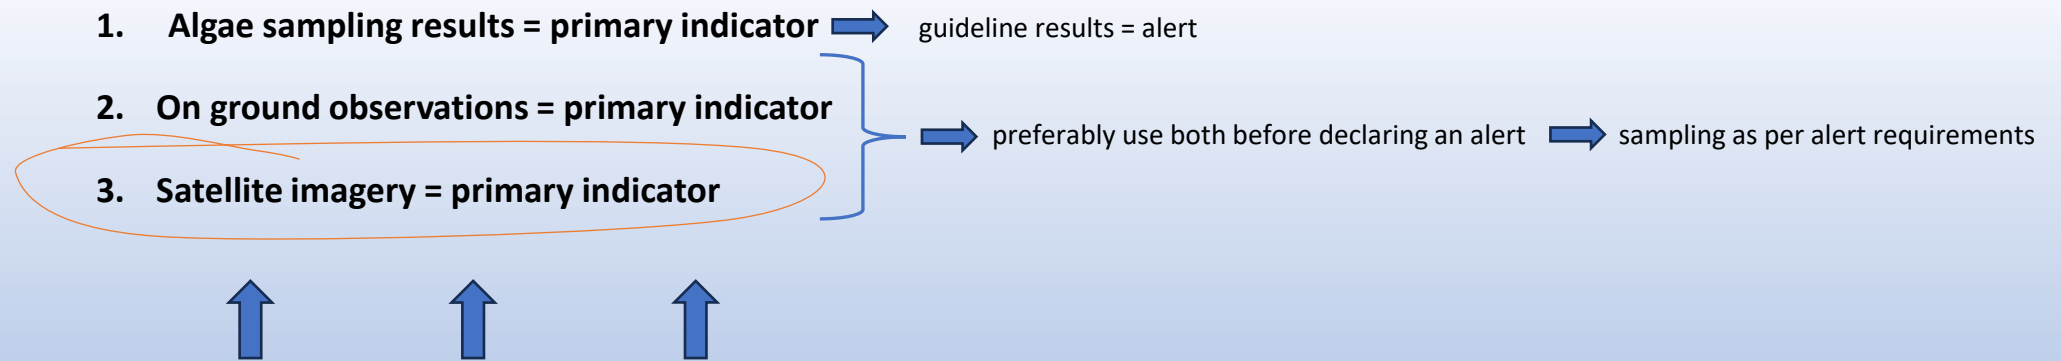 1. Algae sampling results = primary indicator guideline results = alert
2. On ground observations = primary indicator
preferably use both before declaring an alert sampling as per alert requirements
3. Satellite imagery = primary indicator